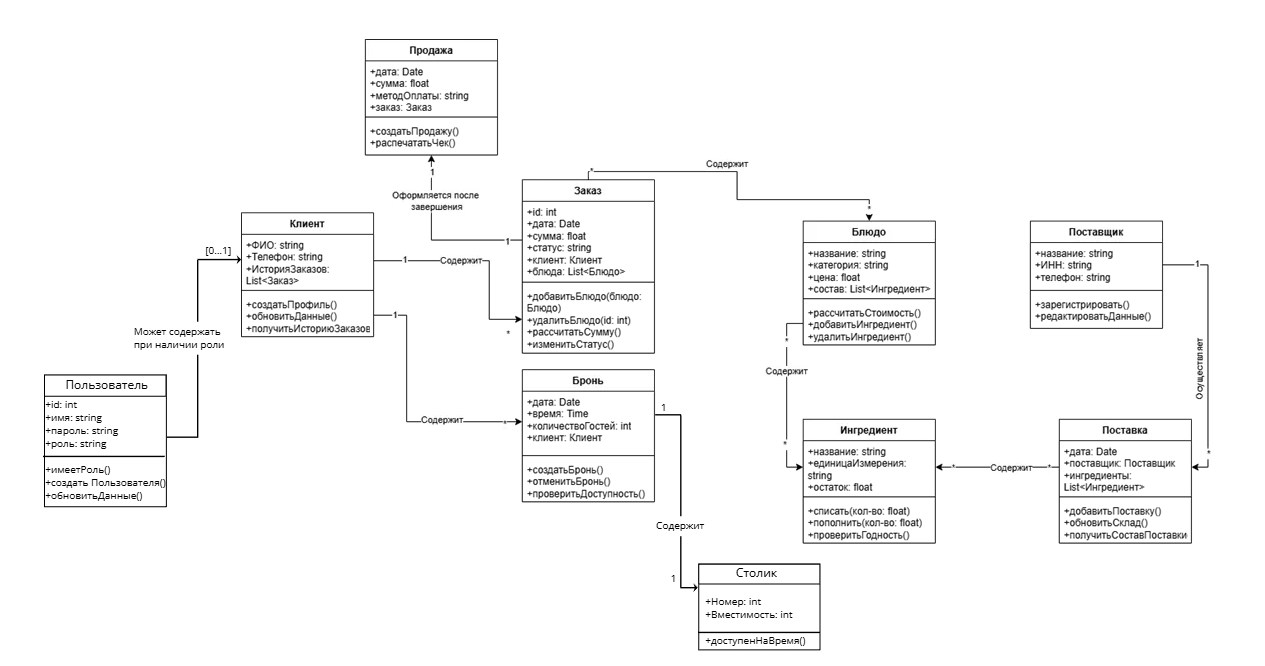 Продажа
+дата: Date
+сумма: float
+методОплаты: string
+заказ: Заказ
+создатьПродажу()
+распечататьЧек()
1
Оформляется после
завершения
1
Клиент
+ФИО: string
+Телефон: string
+ИсторияЗаказов:
List<Заказ>
+создатьПрофиль()
+обновитьДанные()
+получитьИсториюЗаказов
[0...1]
Может содержать
при наличии роли
Пользователь
+id: int
+имя: string
+пароль: string
+роль: string
+имеетРоль()
+создать Пользователя()
+обновитьДанные()
1
Содержит
*
1
Содержит
*
Заказ
+id: int
+дата: Date
+сумма: float
+статус: string
+клиент: Клиент
+блюда: List<Блюдо>
+добавитьБлюдо(блюдо:
Блюдо)
+удалитьБлюдо(id: int)
+рассчитатьСумму()
+изменитьСтатус()
*
Содержит
*
Бронь
+дата: Date
+время: Time
+количествоГостей: int
+клиент: Клиент
+создатьБронь()
+отменитьБронь()
+проверитьДоступность()
1
Содержит
1
Столик
+Номер: int
+Вместимость: int
+доступенНаВремя()
Блюдо
+название: string
+категория: string
+цена: float
+состав: List<Ингредиент>
+рассчитатьСтоимость()
+добавитьИнгредиент()
+удалитьИнгредиент()
*
Содержит
*
Ингредиент
+название: string
+единицаИзмерения:
string
+остаток: float
+списать(кол-во: float)
+пополнить(кол-во: float)
+проверитьГодность()
*
Содержит
*
Поставщик
+название: string
+ИНН: string
+телефон: string
+зарегистрировать()
+редактироватьДанные()
1
Осуществляет
*
Поставка
+дата: Date
+поставщик: Поставщик
+ингредиенты:
List<Ингредиент>
+добавитьПоставку()
+обновитьСклад()
+получитьСоставПоставки